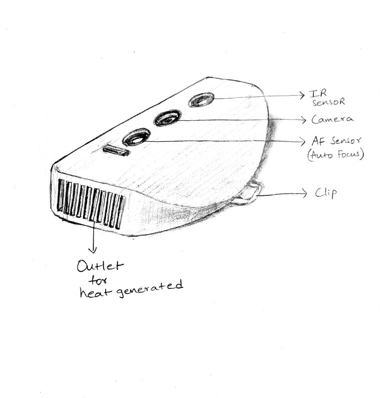 IR
SENSOR
Camera
AF Sensor
(Auto Focus)
Clip
Outlet
for
heat generated